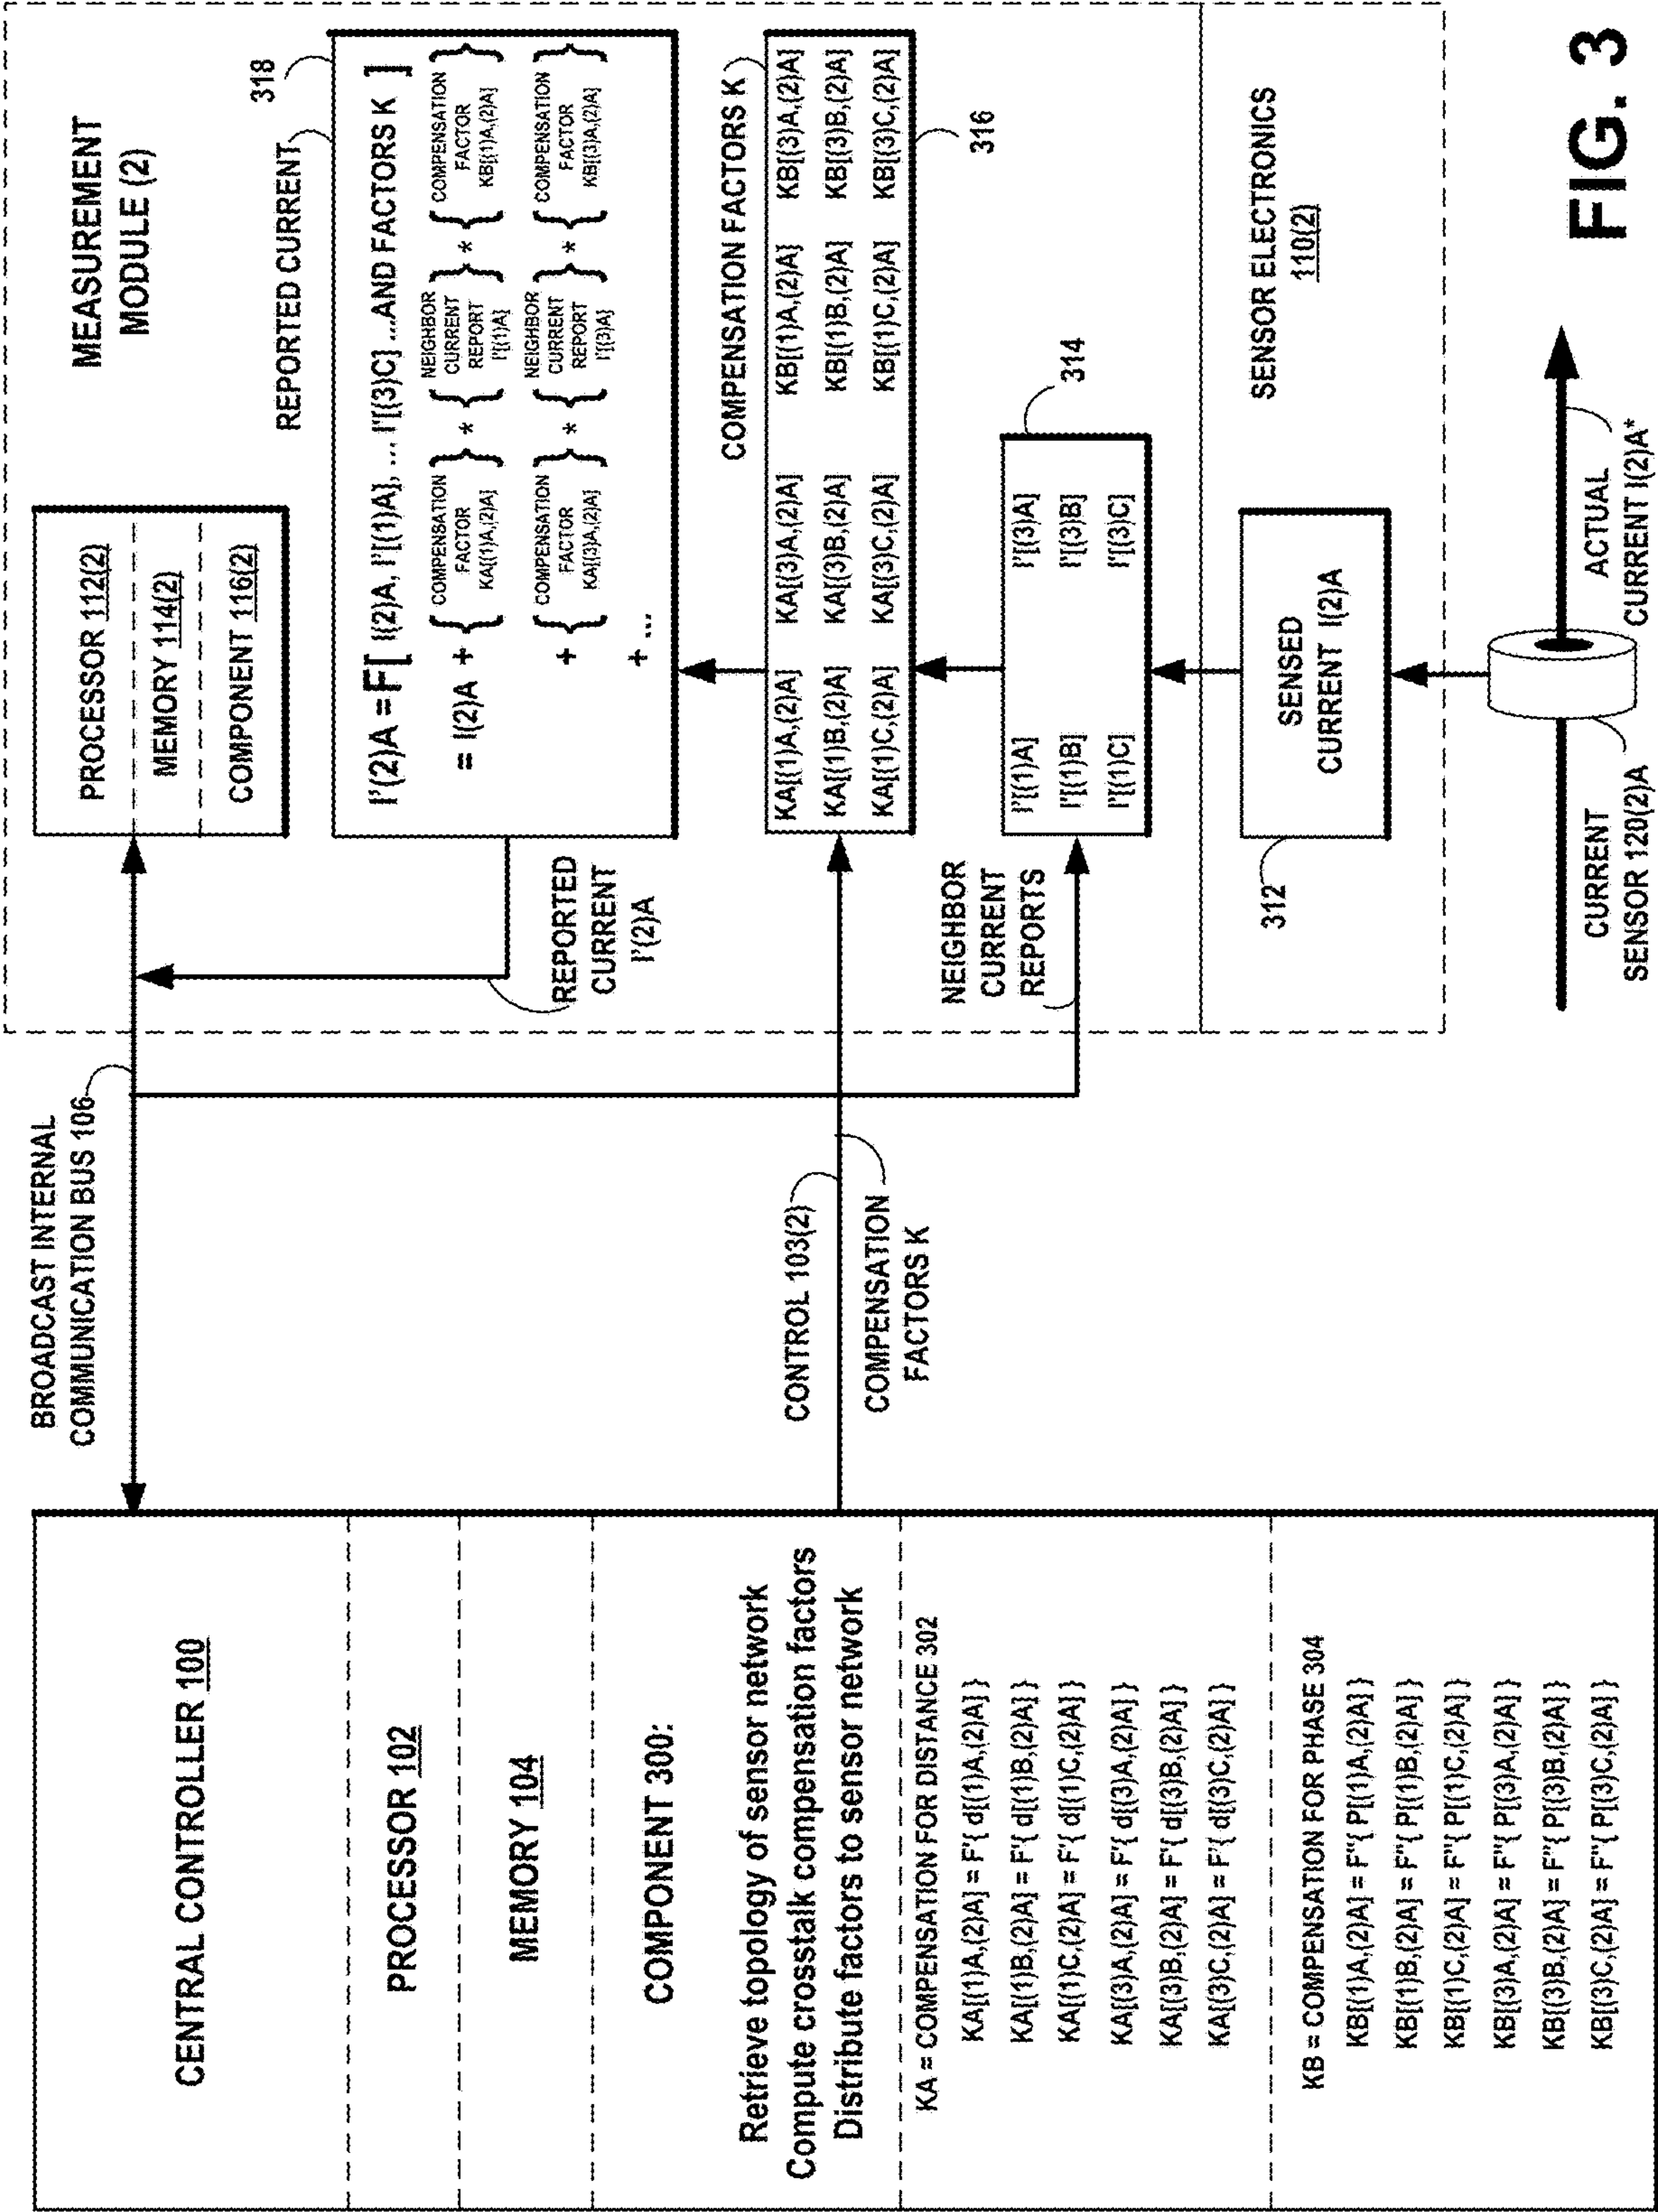 BROADCAST INTERNAL
COMMUNICATION BUS 106
CENTRAL CONTROLLER 100
PROCESSOR 102
MEMORY 104
COMPONENT 300:
Retrieve topology of sensor network
Compute crosstalk compensation factors
Distribute factors to sensor network
KA = COMPENSATION FOR DISTANCE 302
KA[(1)A,(2)A] = F'{ d[(1)A,(2)A] }
KA[(1)B,(2)A] = F'{ d[(1)B,(2)A] }
KA[(1)C,(2)A] = F'{ d[(1)C,(2)A] }
KA[(3)A,(2)A] = F'{ d[(3)A,(2)A] }
KA[(3)B,(2)A] = F'{ d[(3)B,(2)A] }
KA[(3)C,(2)A] = F'{ d[(3)C,(2)A] }
KB = COMPENSATION FOR PHASE 304
KB[(1)A,(2)A] = F"{ P[(1)A,(2)A] }
KB[(1)B,(2)A] = F"{ P[(1)B,(2)A] }
KB[(1)C,(2)A] = F"{ P[(1)C,(2)A] }
KB[(3)A,(2)A] = F"{ P[(3)A,(2)A] }
KB[(3)B,(2)A] = F"{ P[(3)B,(2)A] }
KB[(3)C,(2)A] = F"{ P[(3)C,(2)A] }
CONTROL 103(2)
COMPENSATION
FACTORS K
MEASUREMENT
MODULE (2)
PROCESSOR 112(2)
MEMORY 114(2)
COMPONENT 116(2)
REPORTED CURRENT
318
I'(2)A = F[ I(2)A, I'[(1)A], ... I'[(3)C] ...AND FACTORS K ]
= I(2)A + { COMPENSATION FACTOR KA[(1)A,(2)A] } * { NEIGHBOR CURRENT REPORT I'[(1)A] } * { COMPENSATION FACTOR KB[(1)A,(2)A] }
+ { COMPENSATION FACTOR KA[(3)A,(2)A] } * { NEIGHBOR CURRENT REPORT I'[(3)A] } * { COMPENSATION FACTOR KB[(3)A,(2)A] }
+ ...
REPORTED
CURRENT
I'(2)A
COMPENSATION FACTORS K
KA[(1)A,(2)A] KA[(3)A,(2)A] KB[(1)A,(2)A] KB[(3)A,(2)A]
KA[(1)B,(2)A] KA[(3)B,(2)A] KB[(1)B,(2)A] KB[(3)B,(2)A]
KA[(1)C,(2)A] KA[(3)C,(2)A] KB[(1)C,(2)A] KB[(3)C,(2)A]
316
NEIGHBOR
CURRENT
REPORTS
314
I'[(1)A] I'[(3)A]
I'[(1)B] I'[(3)B]
I'[(1)C] I'[(3)C]
SENSOR ELECTRONICS
110(2)
312
SENSED
CURRENT I(2)A
CURRENT
SENSOR 120(2)A
ACTUAL
CURRENT I(2)A*
FIG. 3